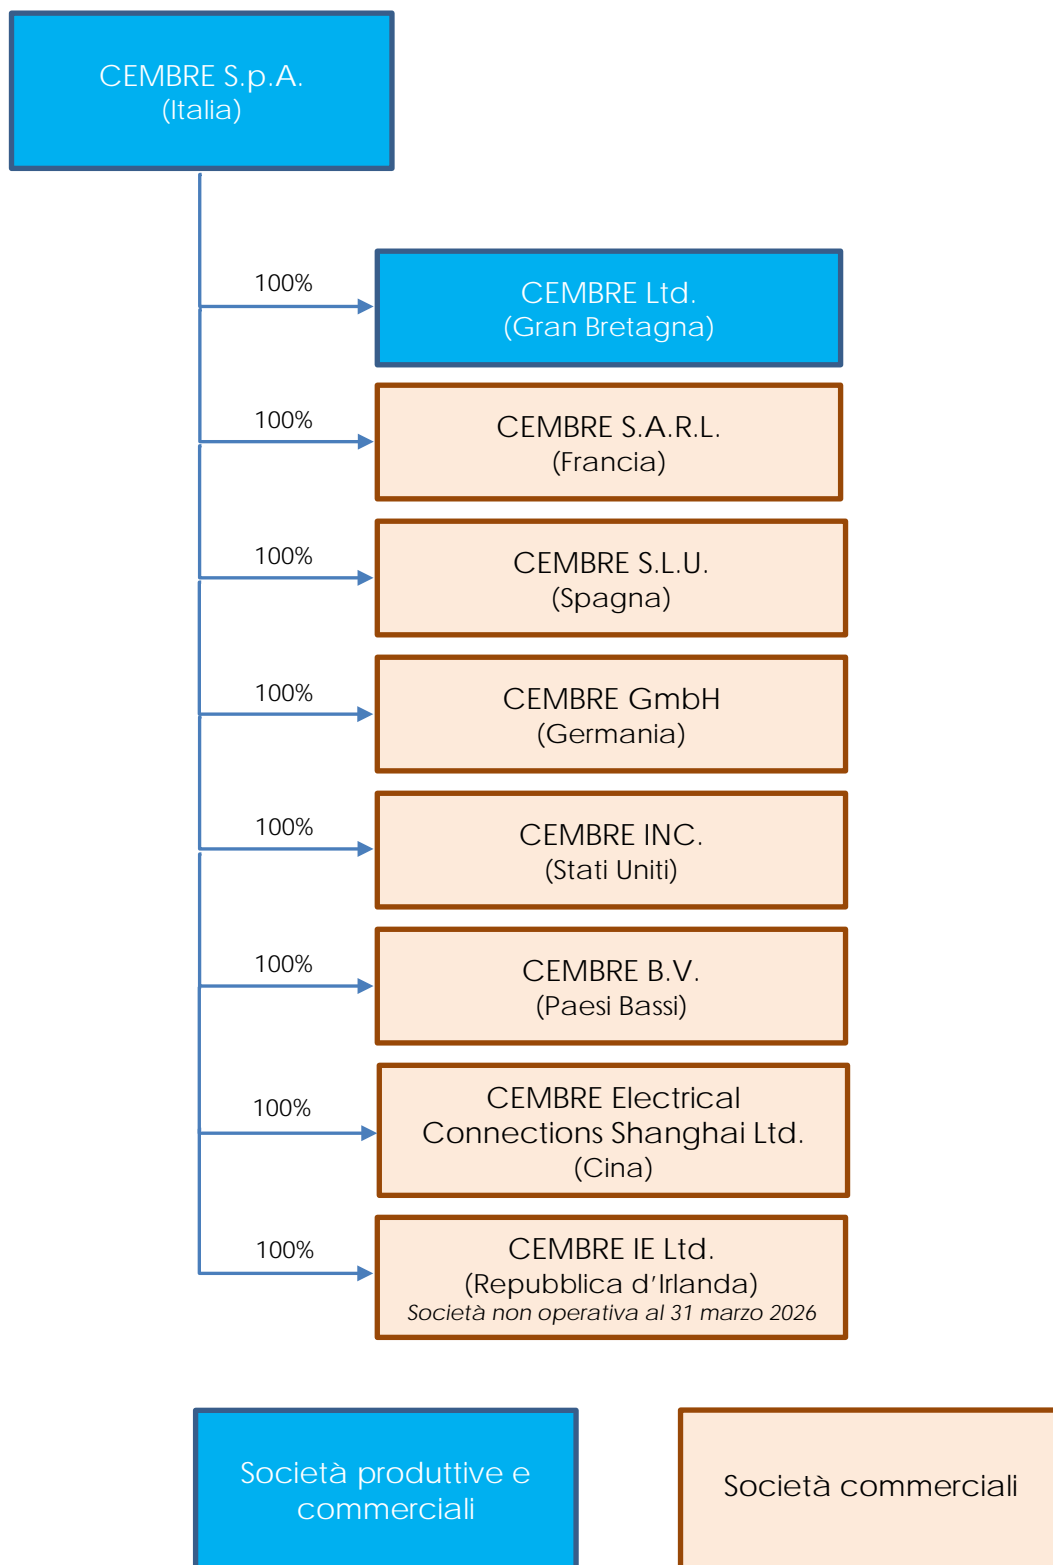 CEMBRE S.p.A.
(Italia)
100%
CEMBRE Ltd.
(Gran Bretagna)
100%
CEMBRE S.A.R.L.
(Francia)
100%
CEMBRE S.L.U.
(Spagna)
100%
CEMBRE GmbH
(Germania)
100%
CEMBRE INC.
(Stati Uniti)
100%
CEMBRE B.V.
(Paesi Bassi)
100%
CEMBRE Electrical
Connections Shanghai Ltd.
(Cina)
100%
CEMBRE IE Ltd.
(Repubblica d’Irlanda)
Società non operativa al 31 marzo 2026
Società produttive e
commerciali
Società commerciali